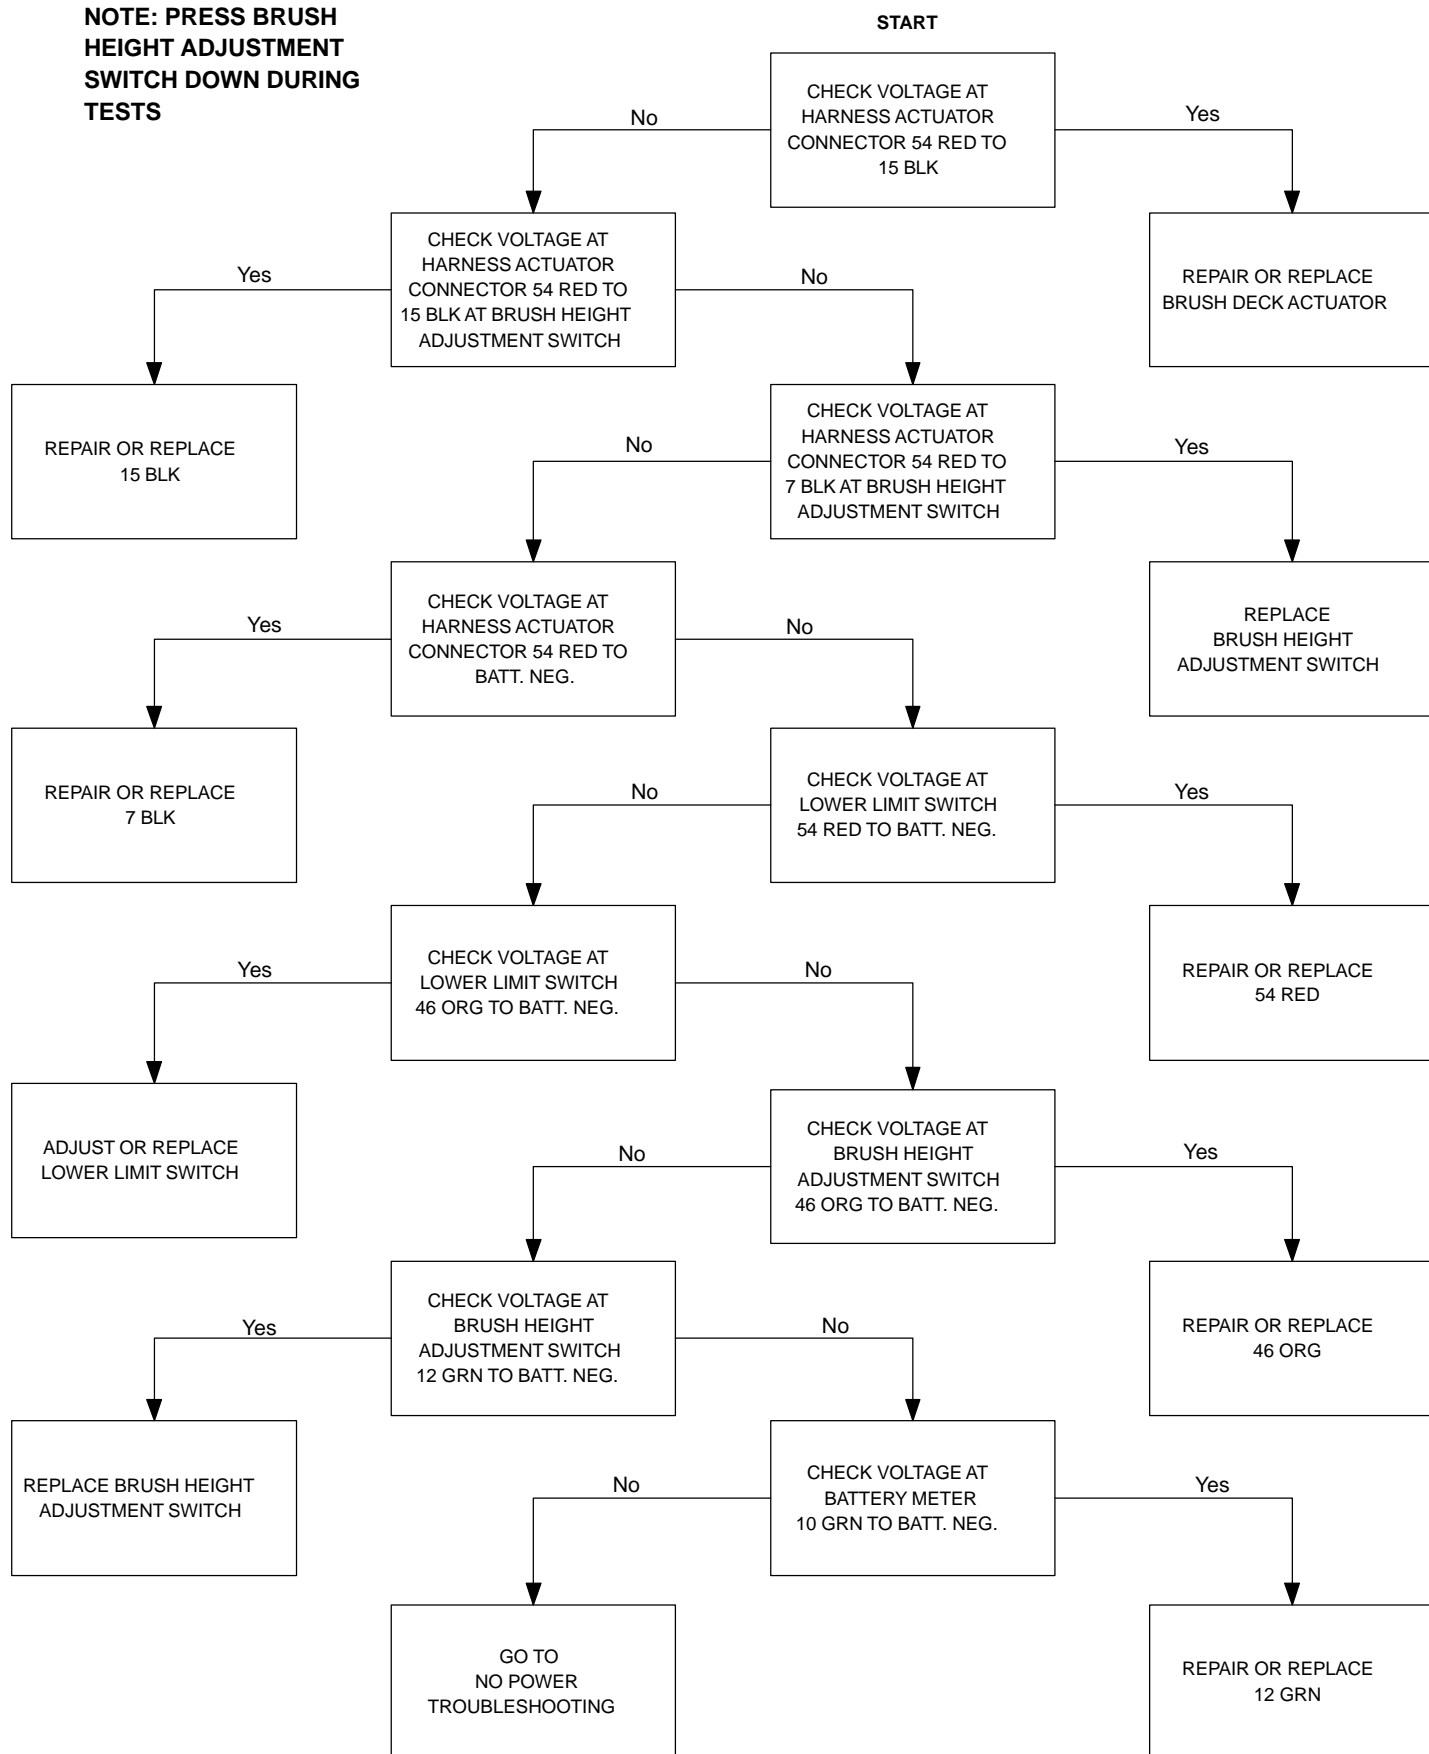 NOTE: PRESS BRUSH
HEIGHT ADJUSTMENT
SWITCH DOWN DURING
TESTS
START
CHECK VOLTAGE AT
HARNESS ACTUATOR
CONNECTOR 54 RED TO
15 BLK
No
Yes
CHECK VOLTAGE AT
HARNESS ACTUATOR
CONNECTOR 54 RED TO
15 BLK AT BRUSH HEIGHT
ADJUSTMENT SWITCH
REPAIR OR REPLACE
BRUSH DECK ACTUATOR
Yes
No
REPAIR OR REPLACE
15 BLK
CHECK VOLTAGE AT
HARNESS ACTUATOR
CONNECTOR 54 RED TO
7 BLK AT BRUSH HEIGHT
ADJUSTMENT SWITCH
No
Yes
CHECK VOLTAGE AT
HARNESS ACTUATOR
CONNECTOR 54 RED TO
BATT. NEG.
REPLACE
BRUSH HEIGHT
ADJUSTMENT SWITCH
Yes
No
REPAIR OR REPLACE
7 BLK
CHECK VOLTAGE AT
LOWER LIMIT SWITCH
54 RED TO BATT. NEG.
No
Yes
CHECK VOLTAGE AT
LOWER LIMIT SWITCH
46 ORG TO BATT. NEG.
REPAIR OR REPLACE
54 RED
Yes
No
ADJUST OR REPLACE
LOWER LIMIT SWITCH
CHECK VOLTAGE AT
BRUSH HEIGHT
ADJUSTMENT SWITCH
46 ORG TO BATT. NEG.
No
Yes
CHECK VOLTAGE AT
BRUSH HEIGHT
ADJUSTMENT SWITCH
12 GRN TO BATT. NEG.
REPAIR OR REPLACE
46 ORG
Yes
No
REPLACE BRUSH HEIGHT
ADJUSTMENT SWITCH
CHECK VOLTAGE AT
BATTERY METER
10 GRN TO BATT. NEG.
No
Yes
GO TO
NO POWER
TROUBLESHOOTING
REPAIR OR REPLACE
12 GRN